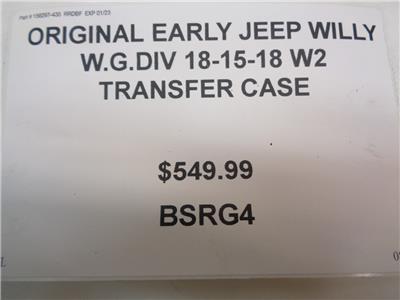 ORIGINAL EARLY JEEP WILLY
W.G.DIV 18-15-18 W2
TRANSFER CASE
$549.99
BSRG4